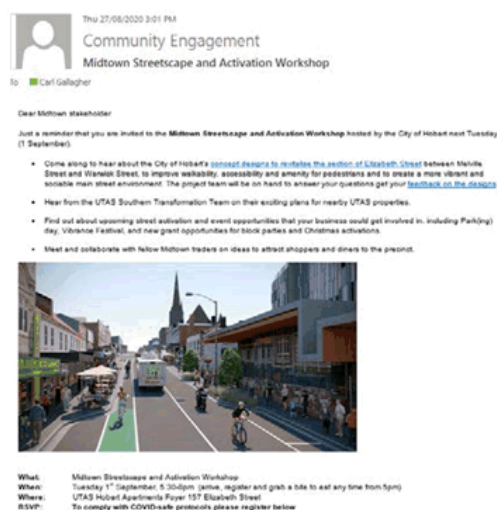 Thu 27/08/2020 3:01 PM
Community Engagement
Midtown Streetscape and Activation Workshop
To Carl Gallagher
Dear Midtown stakeholder
Just a reminder that you are invited to the Midtown Streetscape and Activation Workshop hosted by the City of Hobart next Tuesday
(1 September).
• Come along to hear about the City of Hobart's concept designs to revitalise the section of Elizabeth Street between Melville
Street and Warwick Street, to improve walkability, accessibility and amenity for pedestrians and to create a more vibrant and
sociable main street environment. The project team will be on hand to answer your questions get your feedback on the designs
• Hear from the UTAS Southern Transformation Team on their exciting plans for nearby UTAS properties.
• Find out about upcoming street activation and event opportunities that your business could get involved in, including Park(ing)
day, Vibrance Festival, and new grant opportunities for block parties and Christmas activations.
• Meet and collaborate with fellow Midtown traders on ideas to attract shoppers and diners to the precinct.
What: Midtown Streetscape and Activation Workshop
When: Tuesday 1st September, 5.30-8pm (arrive, register and grab a bite to eat any time from 5pm)
Where: UTAS Hobart Apartments Foyer 157 Elizabeth Street
RSVP: To comply with COVID-safe protocols please register below